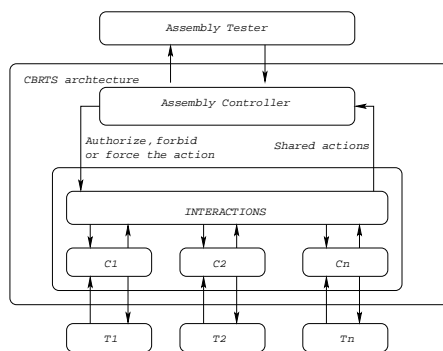 Assembly Tester
CBRTS archtecture
Assembly Controller
Authorize, forbid
or force the action
Shared actions
INTERACTIONS
C1
C2
Cn
T1
T2
Tn